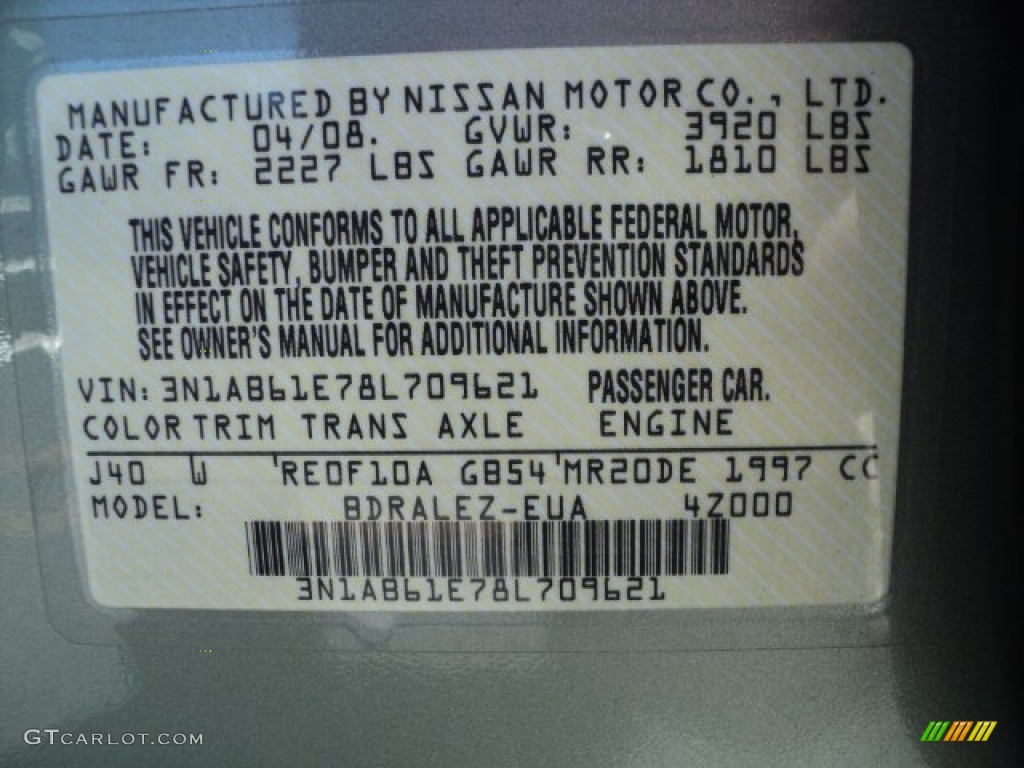 MANUFACTURED BY NISSAN MOTOR CO., LTD.
DATE: 04/08. GVWR: 3920 LBS
GAWR FR: 2227 LBS GAWR RR: 1810 LBS
THIS VEHICLE CONFORMS TO ALL APPLICABLE FEDERAL MOTOR,
VEHICLE SAFETY, BUMPER AND THEFT PREVENTION STANDARDS
IN EFFECT ON THE DATE OF MANUFACTURE SHOWN ABOVE.
SEE OWNER'S MANUAL FOR ADDITIONAL INFORMATION.
VIN: 3N1AB61E78L709621 PASSENGER CAR.
COLOR TRIM TRANS AXLE ENGINE
J40 W 'RE0F10A GB54 'MR20DE 1997 CC
MODEL: BDRALEZ-EUA 4Z000
3N1AB61E78L709621
GTCARLOT.COM